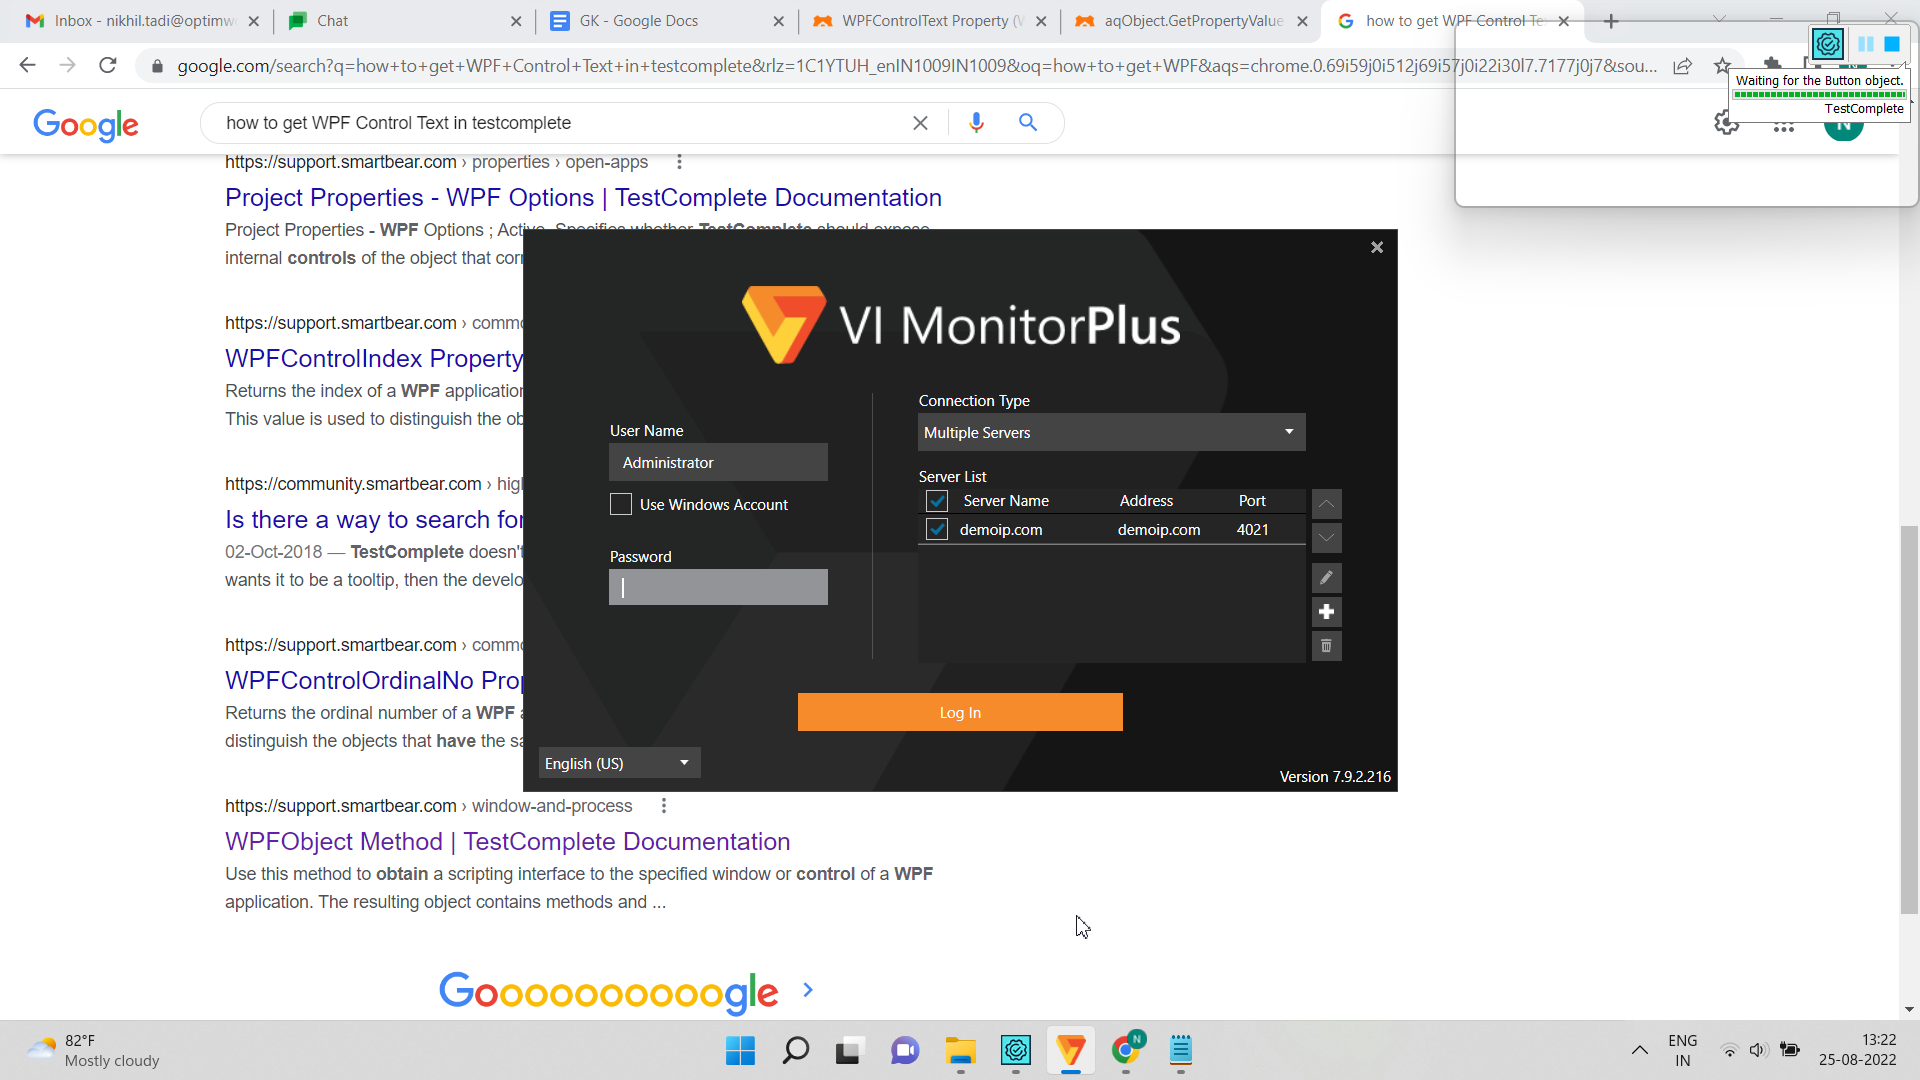 Inbox - nikhil.tadi@optimw
Chat
GK - Google Docs
WPFControlText Property (W
aqObject.GetPropertyValue
how to get WPF Control Te
google.com/search?q=how+to+get+WPF+Control+Text+in+testcomplete&rlz=1C1YTUH_enIN1009IN1009&oq=how+to+get+WPF&aqs=chrome.0.69i59j0i512j69i57j0i22i30l7.7177j0j7&sou...
Waiting for the Button object.
TestComplete
Google
how to get WPF Control Text in testcomplete
N
https://support.smartbear.com › properties › open-apps
Project Properties - WPF Options | TestComplete Documentation
Project Properties - WPF Options ; Active. Specifies whether TestComplete should expose
internal controls of the object that corr
https://support.smartbear.com › commo
WPFControlIndex Property
Returns the index of a WPF application
This value is used to distinguish the ob
https://community.smartbear.com › high
Is there a way to search for
02-Oct-2018 — TestComplete doesn't
wants it to be a tooltip, then the develo
https://support.smartbear.com › commo
WPFControlOrdinalNo Prop
Returns the ordinal number of a WPF a
distinguish the objects that have the sa
https://support.smartbear.com › window-and-process
WPFObject Method | TestComplete Documentation
Use this method to obtain a scripting interface to the specified window or control of a WPF
application. The resulting object contains methods and ...
Goooooooooogle
VI MonitorPlus
User Name
Administrator
Use Windows Account
Password
Connection Type
Multiple Servers
Server List
Server Name Address Port
demoip.com demoip.com 4021
Log In
English (US)
Version 7.9.2.216
82°F
Mostly cloudy
N
ENG
IN
13:22
25-08-2022